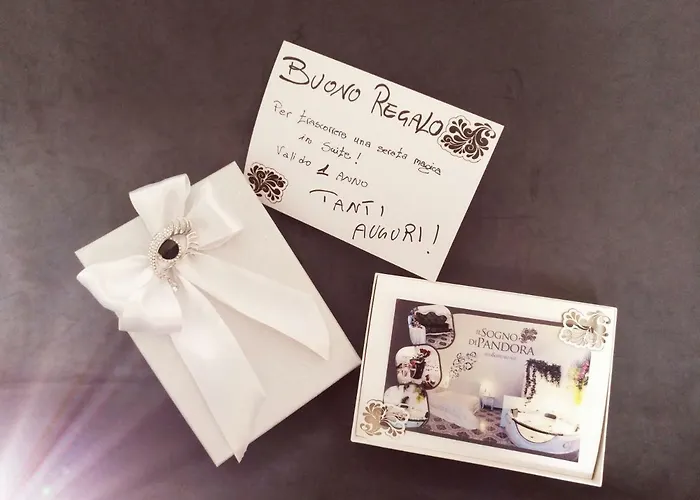 BUONO REGALO
Per trascorrere una serata magica
in Suite!
Valido 1 ANNO
TANTI
AUGURI!
IL SOGNO
DI PANDORA